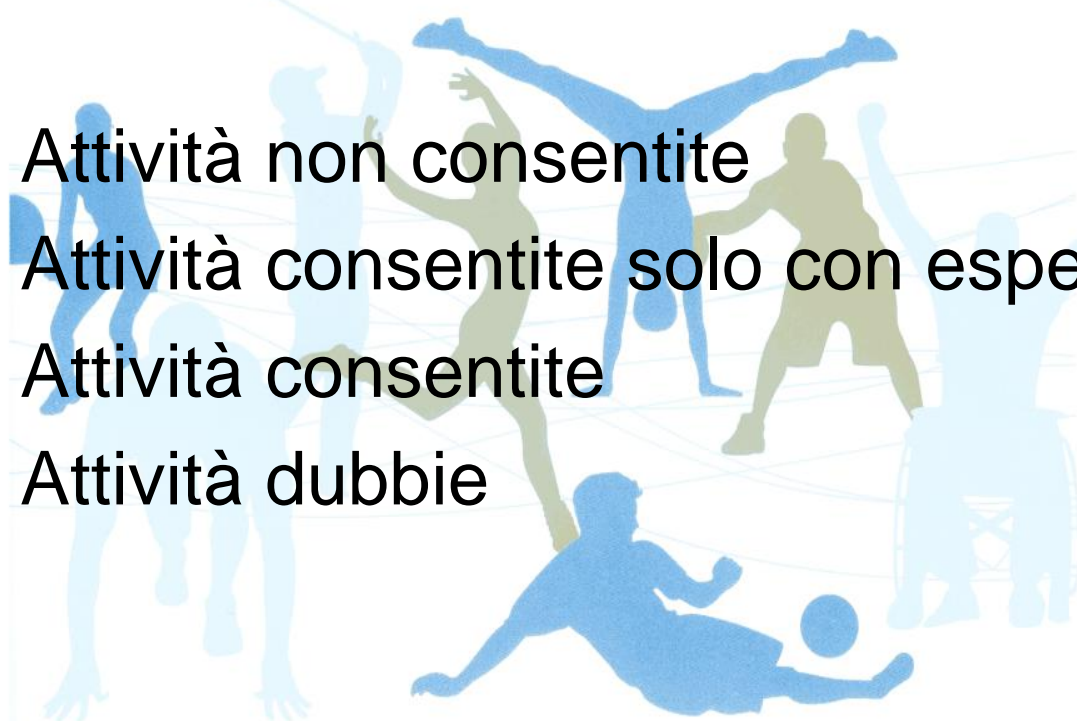 Attività non consentite
Attività consentite solo con espe
Attività consentite
Attività dubbie